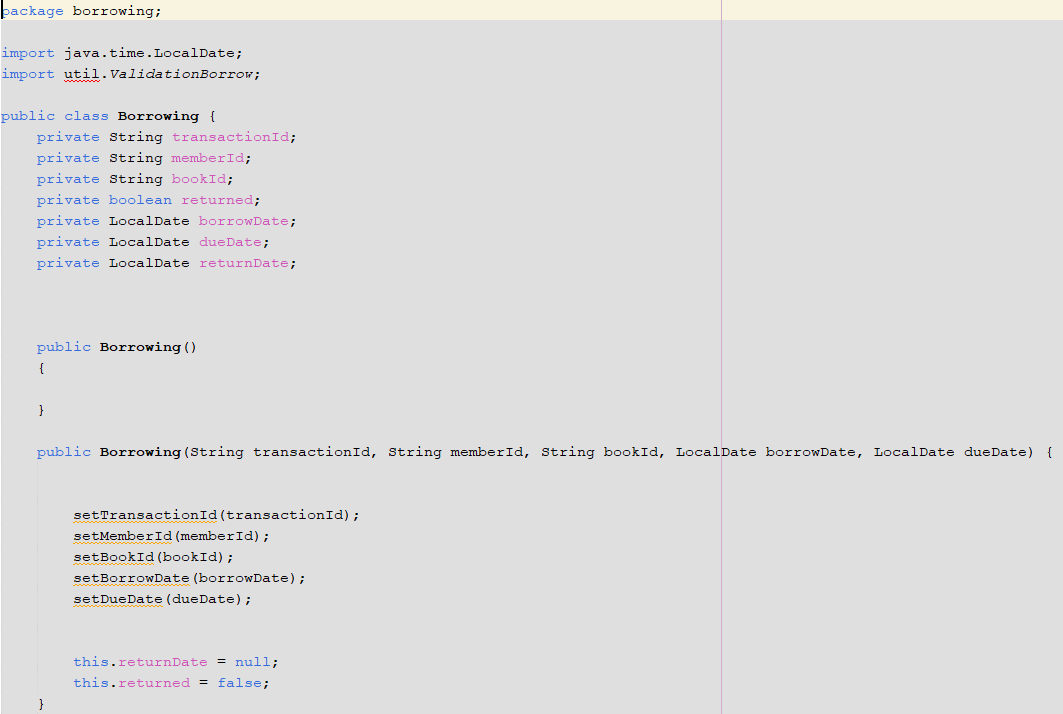 package borrowing;
import java.time.LocalDate;
import util.ValidationBorrow;
public class Borrowing {
private String transactionId;
private String memberId;
private String bookId;
private boolean returned;
private LocalDate borrowDate;
private LocalDate dueDate;
private LocalDate returnDate;
public Borrowing()
{
}
public Borrowing(String transactionId, String memberId, String bookId, LocalDate borrowDate, LocalDate dueDate) {
setTransactionId(transactionId);
setMemberId(memberId);
setBookId(bookId);
setBorrowDate(borrowDate);
setDueDate(dueDate);
this.returnDate = null;
this.returned = false;
}